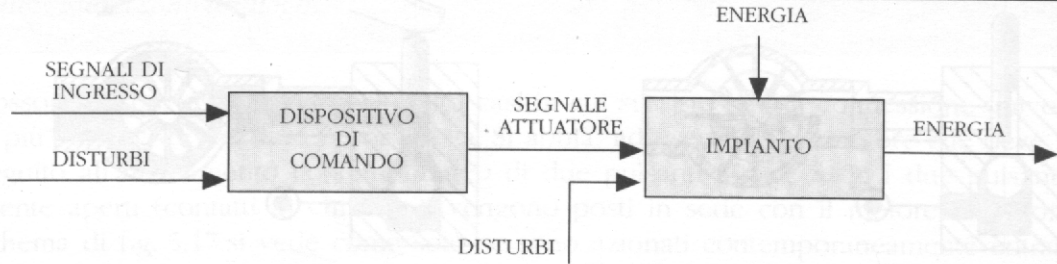 ENERGIA
SEGNALI DI
INGRESSO
DISTURBI
DISPOSITIVO
DI
COMANDO
SEGNALE
ATTUATORE
IMPIANTO
ENERGIA
DISTURBI